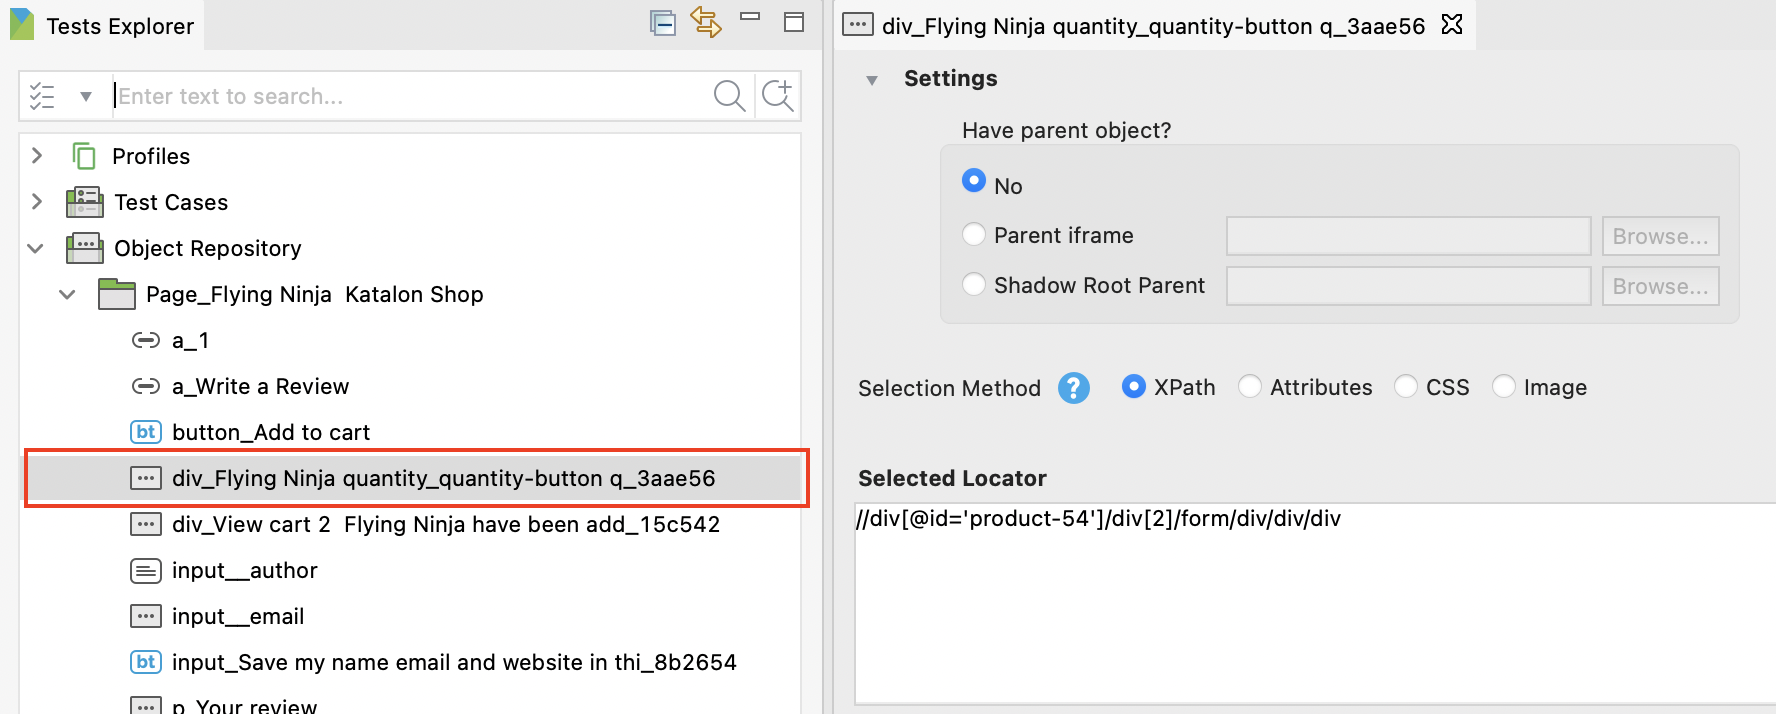 Tests Explorer
Enter text to search...
Profiles
Test Cases
Object Repository
Page_Flying Ninja  Katalon Shop
a_1
a_Write a Review
bt button_Add to cart
div_Flying Ninja quantity_quantity-button q_3aae56
div_View cart 2  Flying Ninja have been add_15c542
input__author
input__email
bt input_Save my name email and website in thi_8b2654
p_Your review
div_Flying Ninja quantity_quantity-button q_3aae56
Settings
Have parent object?
No
Parent iframe Browse...
Shadow Root Parent Browse...
Selection Method ? XPath Attributes CSS Image
Selected Locator
//div[@id='product-54']/div[2]/form/div/div/div